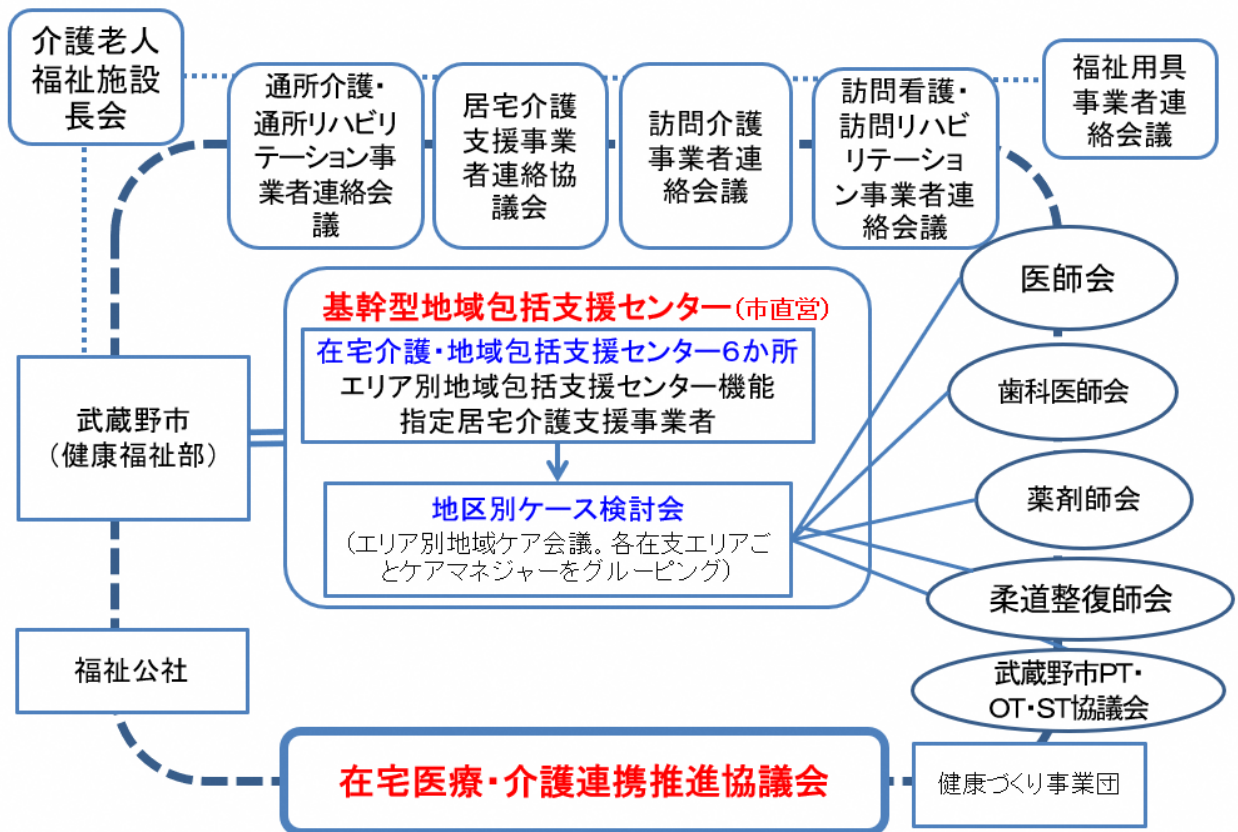 介護老人
福祉施設
長会
通所介護・
通所リハビリ
テーション事
業者連絡会
議
居宅介護
支援事業
者連絡協
議会
訪問介護
事業者連
絡会議
訪問看護・
訪問リハビ
リテーショ
ン事業者連
絡会議
福祉用具
事業者連
絡会議
医師会
基幹型地域包括支援センター(市直営)
在宅介護・地域包括支援センター6か所
エリア別地域包括支援センター機能
指定居宅介護支援事業者
歯科医師会
武蔵野市
(健康福祉部)
地区別ケース検討会
(エリア別地域ケア会議。各在支エリアご
とケアマネジャーをグルーピング)
薬剤師会
柔道整復師会
福祉公社
武蔵野市PT・
OT・ST協議会
在宅医療・介護連携推進協議会
健康づくり事業団